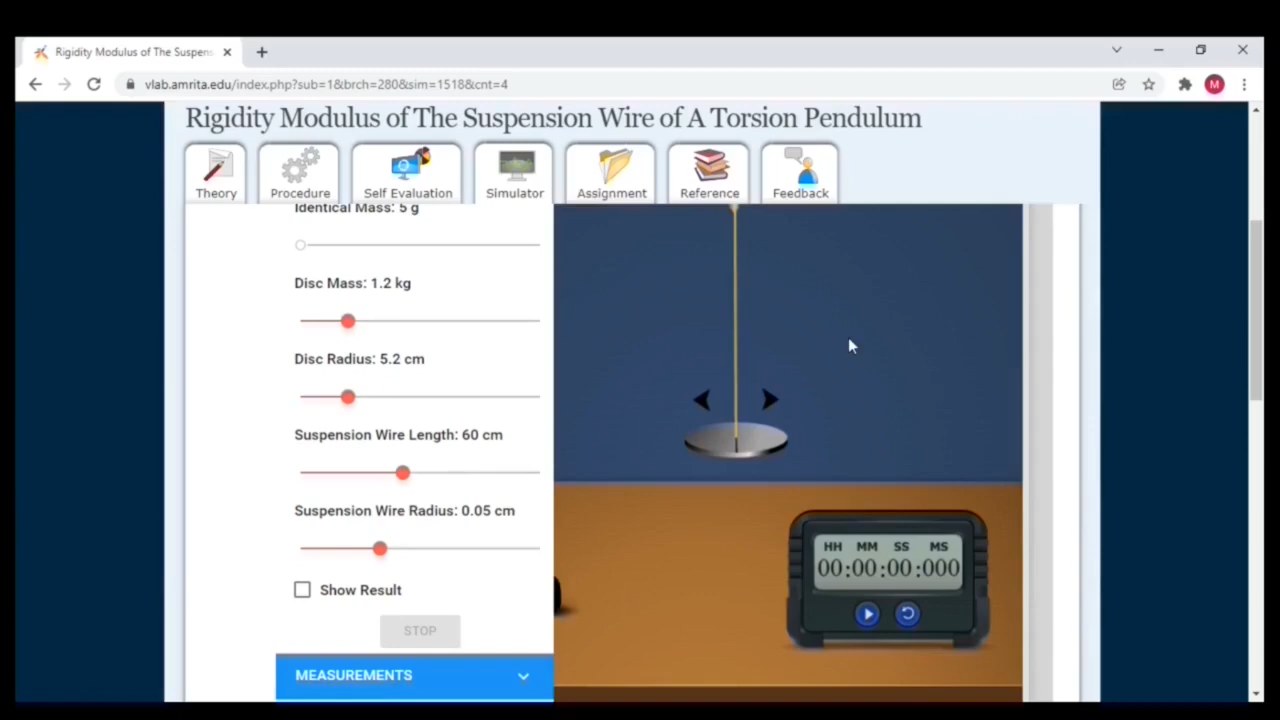 Rigidity Modulus of The Suspens
vlab.amrita.edu/index.php?sub=1&brch=280&sim=1518&cnt=4
M
Rigidity Modulus of The Suspension Wire of A Torsion Pendulum
Theory
Procedure
Self Evaluation
Simulator
Assignment
Reference
Feedback
Identical Mass: 5 g
Disc Mass: 1.2 kg
Disc Radius: 5.2 cm
Suspension Wire Length: 60 cm
Suspension Wire Radius: 0.05 cm
Show Result
STOP
MEASUREMENTS
HH MM SS MS
00:00:00:000